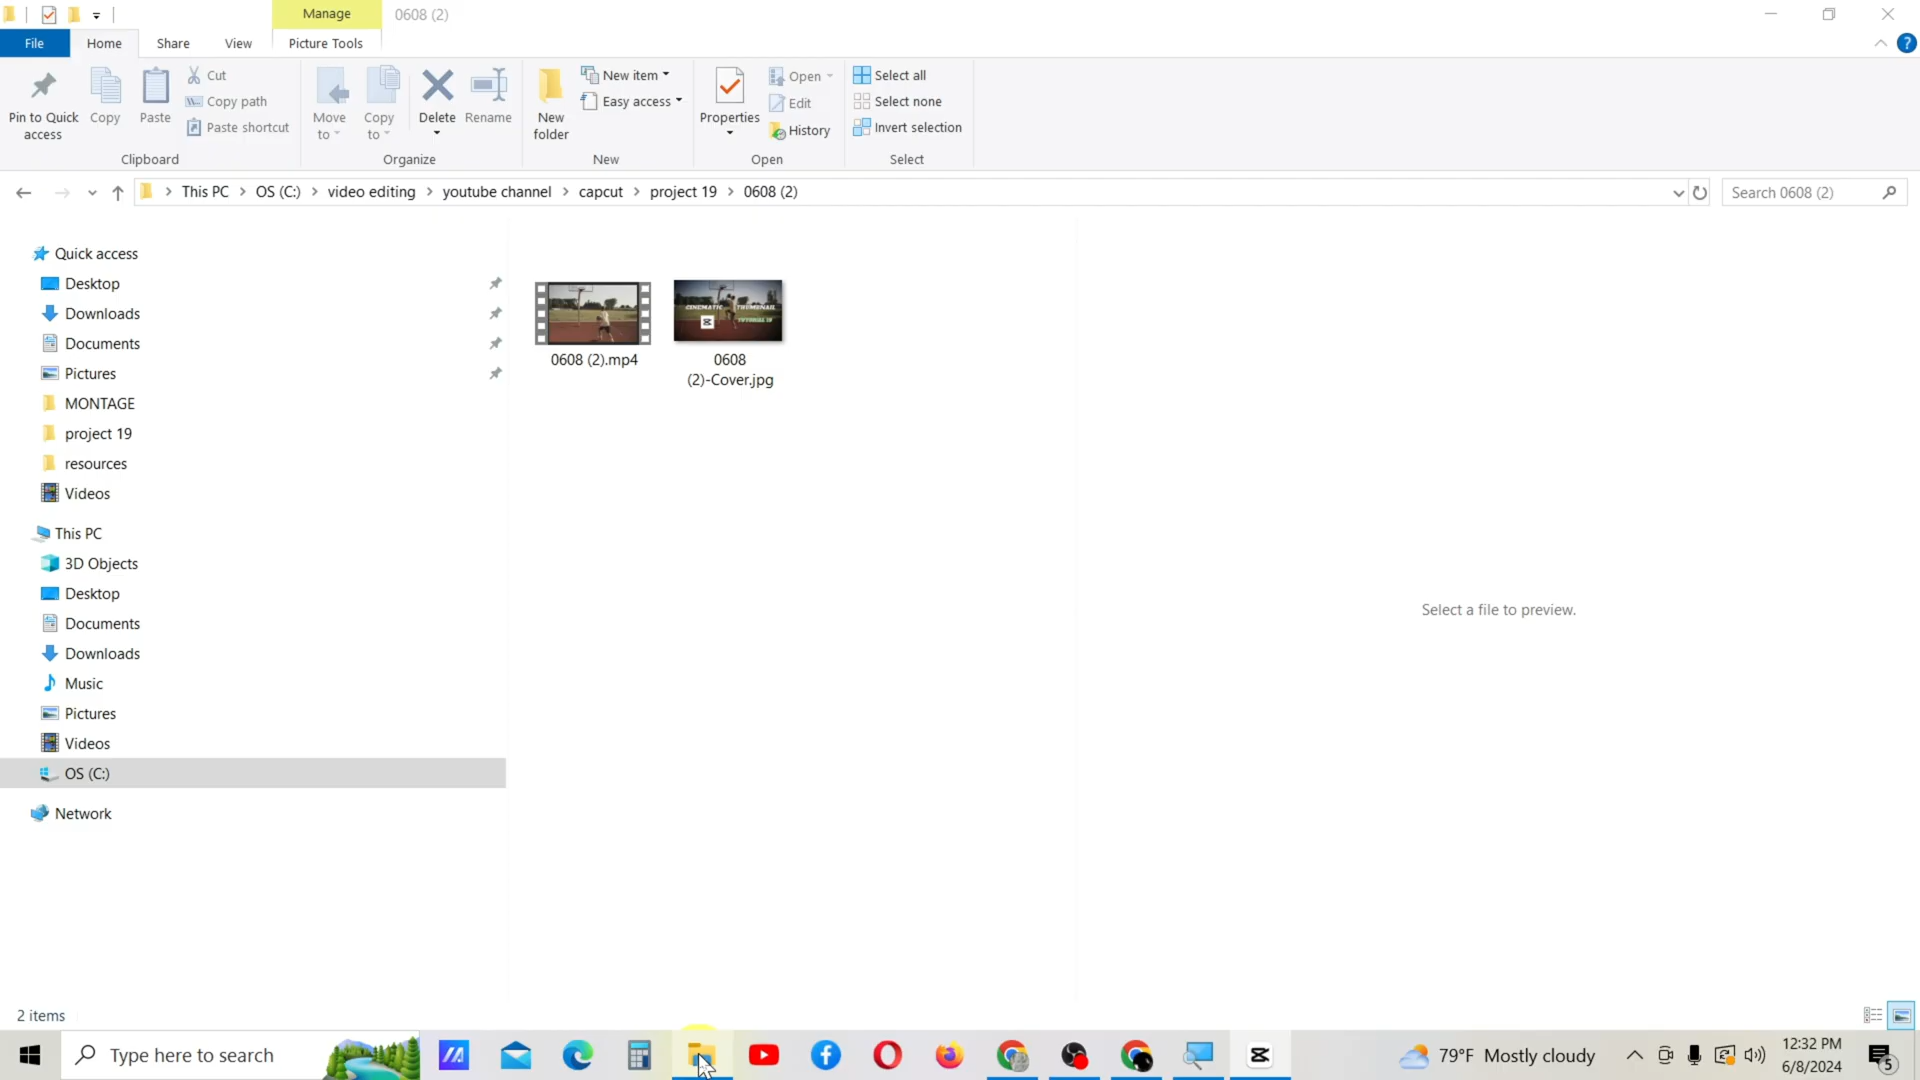 Manage
0608 (2)
File
Home
Share
View
Picture Tools
Pin to Quick access
Copy
Paste
Cut
Copy path
Paste shortcut
Clipboard
Move to
Copy to
Delete
Rename
Organize
New folder
New item
Easy access
New
Properties
Open
Edit
History
Open
Select all
Select none
Invert selection
Select
This PC
OS (C:)
video editing
youtube channel
capcut
project 19
0608 (2)
Search 0608 (2)
Quick access
Desktop
Downloads
Documents
Pictures
MONTAGE
project 19
resources
Videos
This PC
3D Objects
Desktop
Documents
Downloads
Music
Pictures
Videos
OS (C:)
Network
CINEMATIC
0608 (2).mp4
0608
(2)-Cover.jpg
Select a file to preview.
2 items
Type here to search
79°F Mostly cloudy
12:32 PM
6/8/2024
5